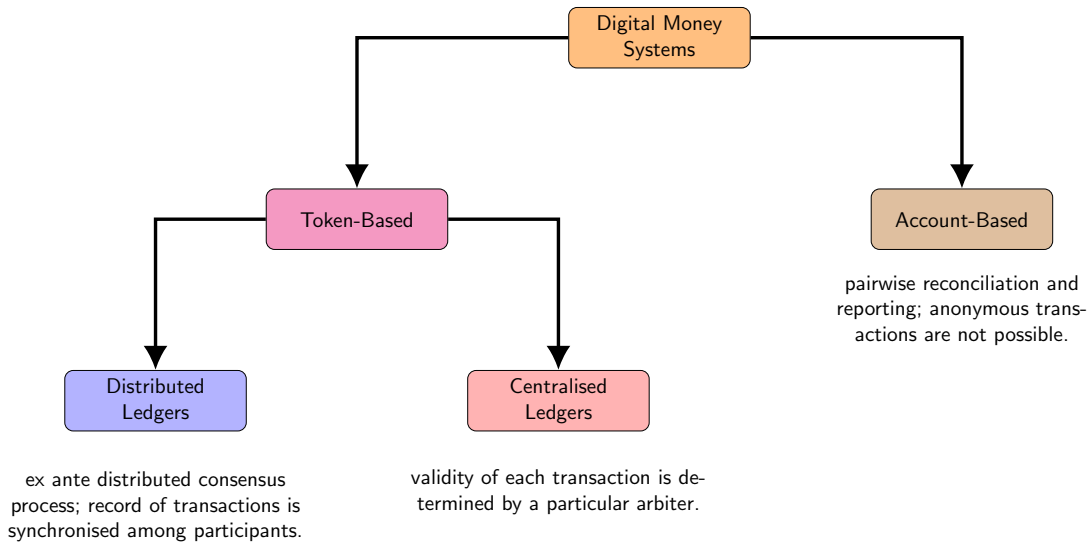 Digital Money
Systems
Token-Based
Account-Based
pairwise reconciliation and
reporting; anonymous trans-
actions are not possible.
Distributed
Ledgers
Centralised
Ledgers
ex ante distributed consensus
process; record of transactions is
synchronised among participants.
validity of each transaction is de-
termined by a particular arbiter.